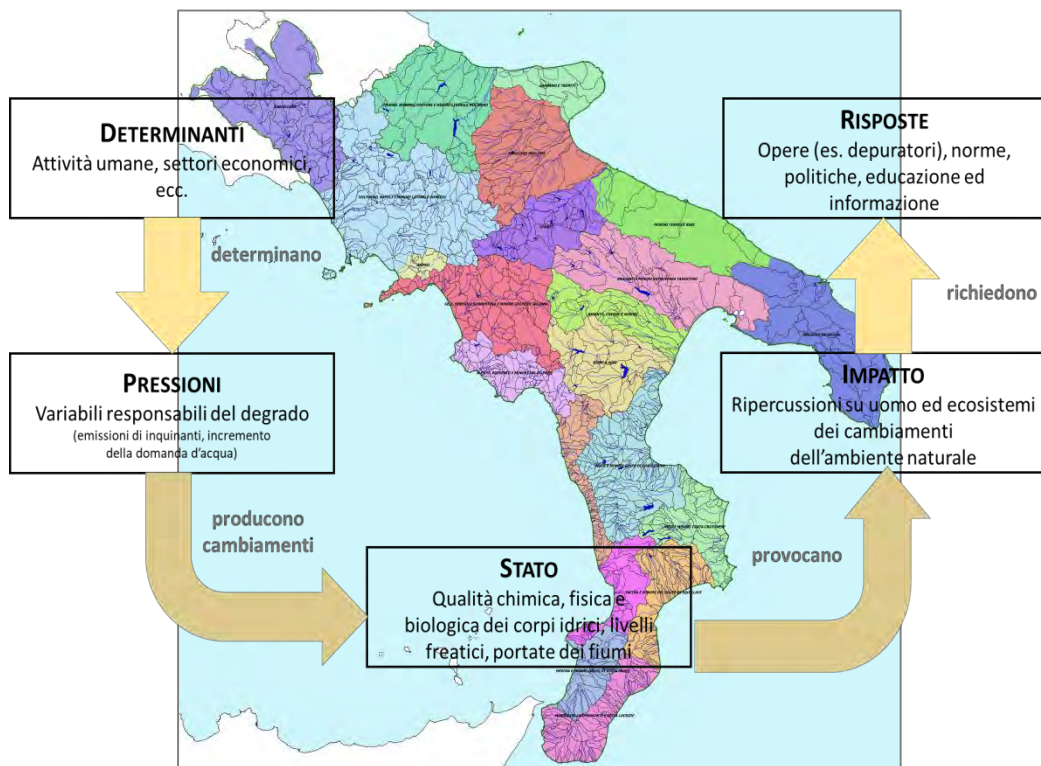 DETERMINANTI
Attività umane, settori economici,
ecc.
determinano
PRESSIONI
Variabili responsabili del degrado
(emissioni di inquinanti, incremento
della domanda d'acqua)
producono
cambiamenti
STATO
Qualità chimica, fisica e
biologica dei corpi idrici, livelli
freatici, portate dei fiumi
provocano
IMPATTO
Ripercussioni su uomo ed ecosistemi
dei cambiamenti
dell'ambiente naturale
richiedono
RISPOSTE
Opere (es. depuratori), norme,
politiche, educazione ed
informazione